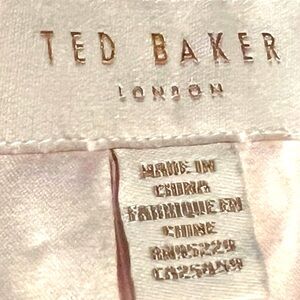 TED BAKER
LONDON
MADE IN
CHINA
FABRIQUE EN
CHINE